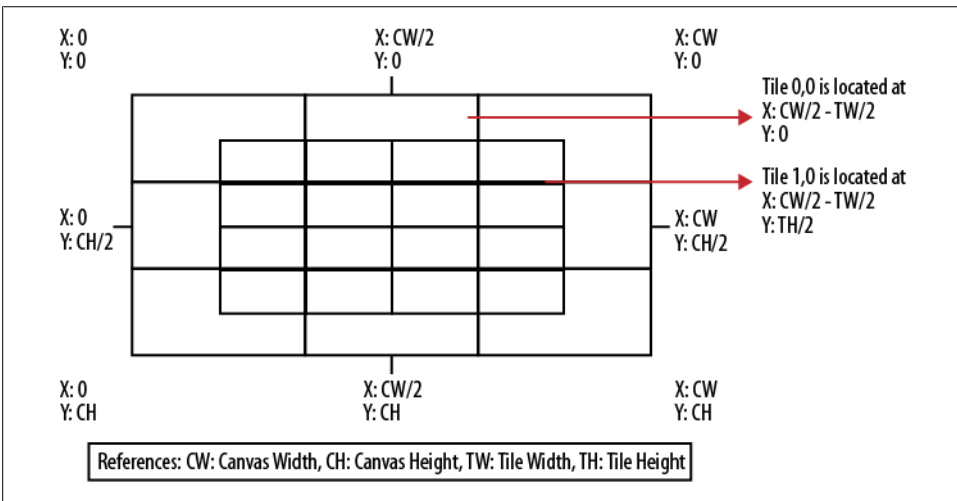 X: 0
Y: 0
X: CW/2
Y: 0
X: CW
Y: 0
Tile 0,0 is located at
X: CW/2 - TW/2
Y: 0
Tile 1,0 is located at
X: CW/2 - TW/2
Y: TH/2
X: 0
Y: CH/2
X: CW
Y: CH/2
X: 0
Y: CH
X: CW/2
Y: CH
X: CW
Y: CH
References: CW: Canvas Width, CH: Canvas Height, TW: Tile Width, TH: Tile Height